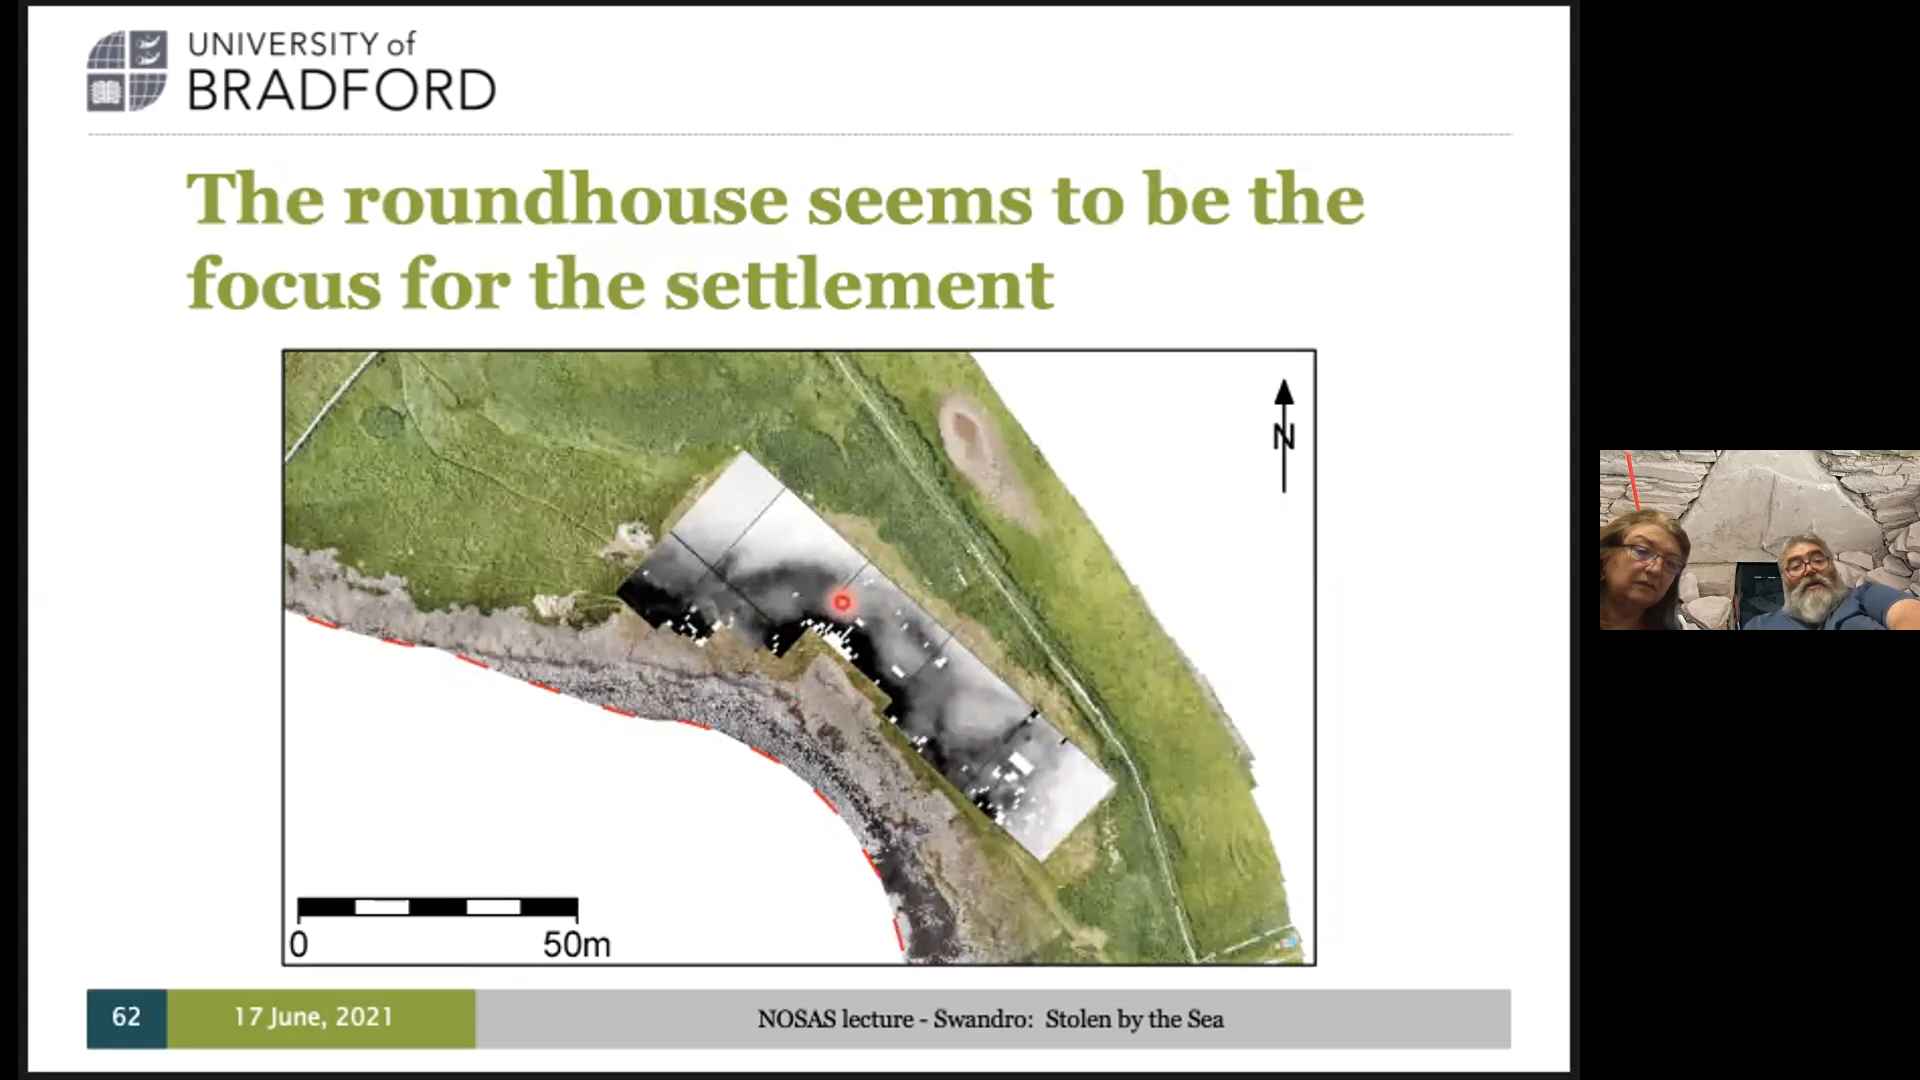 UNIVERSITY of
BRADFORD
The roundhouse seems to be the
focus for the settlement
N
0 50m
62 17 June, 2021 NOSAS lecture - Swandro: Stolen by the Sea